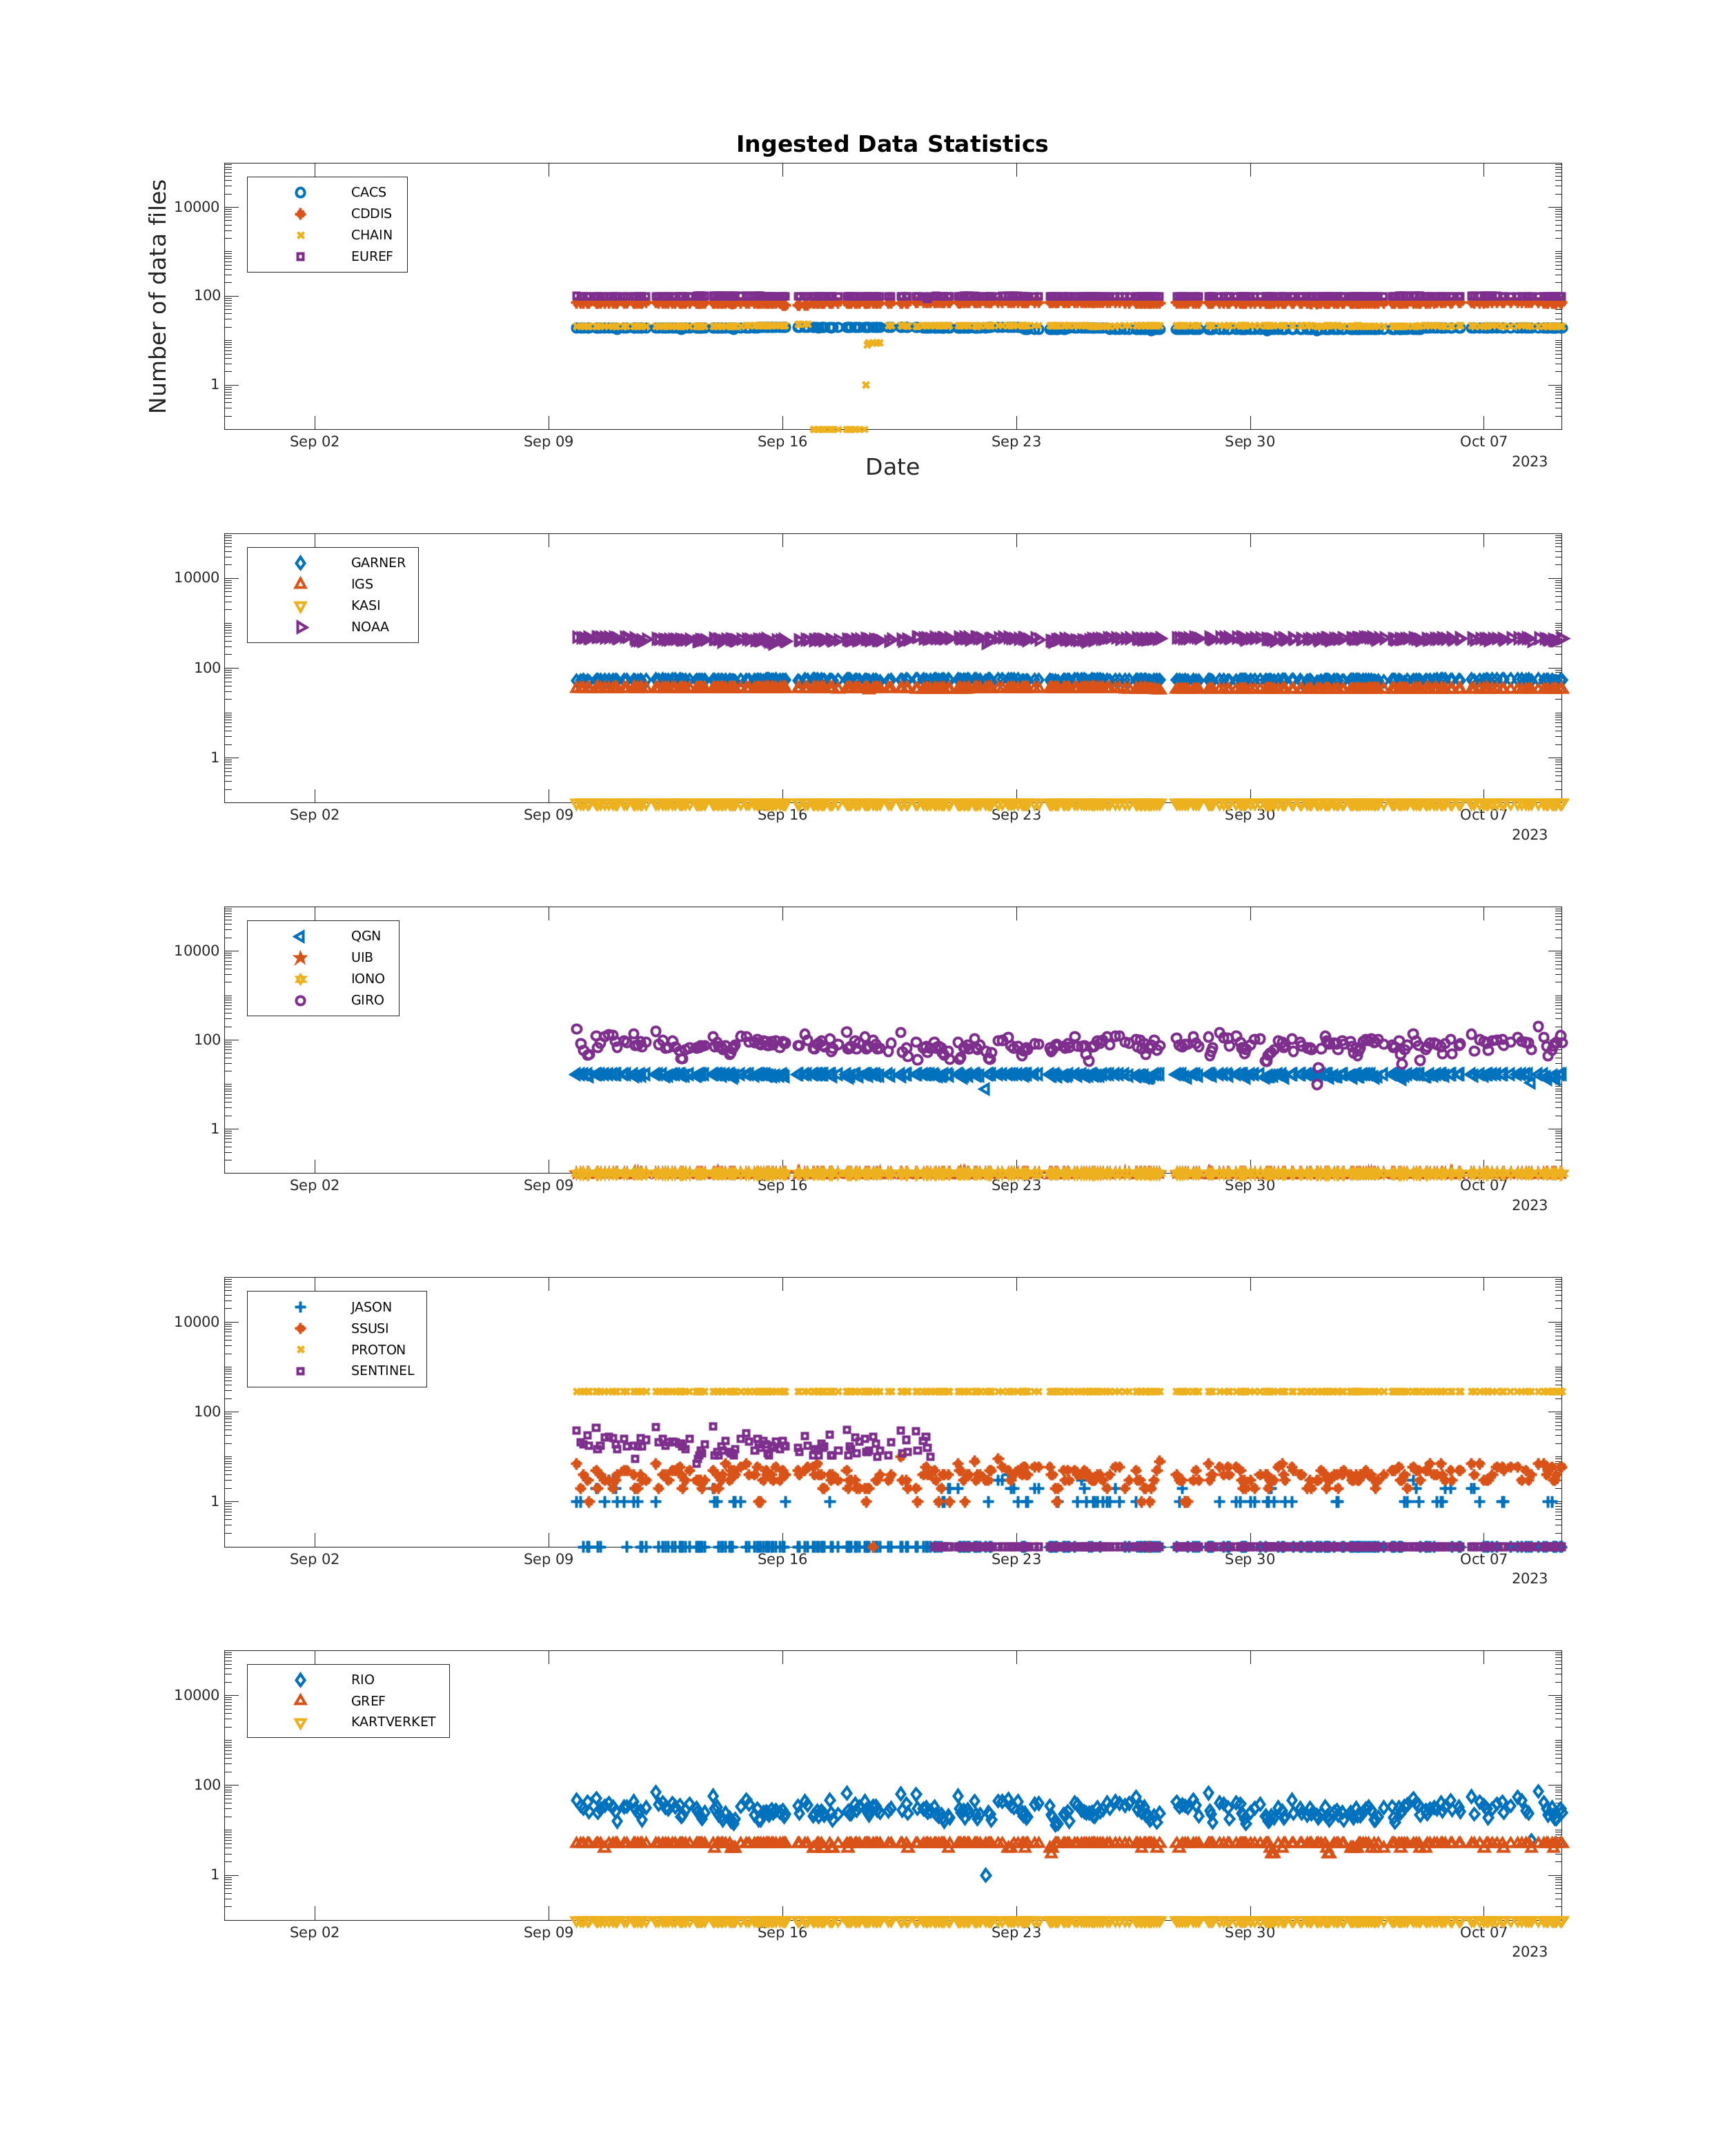 Ingested Data Statistics
Number of data files
10000
100
1
CACS
CDDIS
CHAIN
EUREF
Sep 02 Sep 09 Sep 16 Sep 23 Sep 30 Oct 07
2023
Date
10000
100
1
GARNER
IGS
KASI
NOAA
Sep 02 Sep 09 Sep 16 Sep 23 Sep 30 Oct 07
2023
10000
100
1
QGN
UIB
IONO
GIRO
Sep 02 Sep 09 Sep 16 Sep 23 Sep 30 Oct 07
2023
10000
100
1
JASON
SSUSI
PROTON
SENTINEL
Sep 02 Sep 09 Sep 16 Sep 23 Sep 30 Oct 07
2023
10000
100
1
RIO
GREF
KARTVERKET
Sep 02 Sep 09 Sep 16 Sep 23 Sep 30 Oct 07
2023